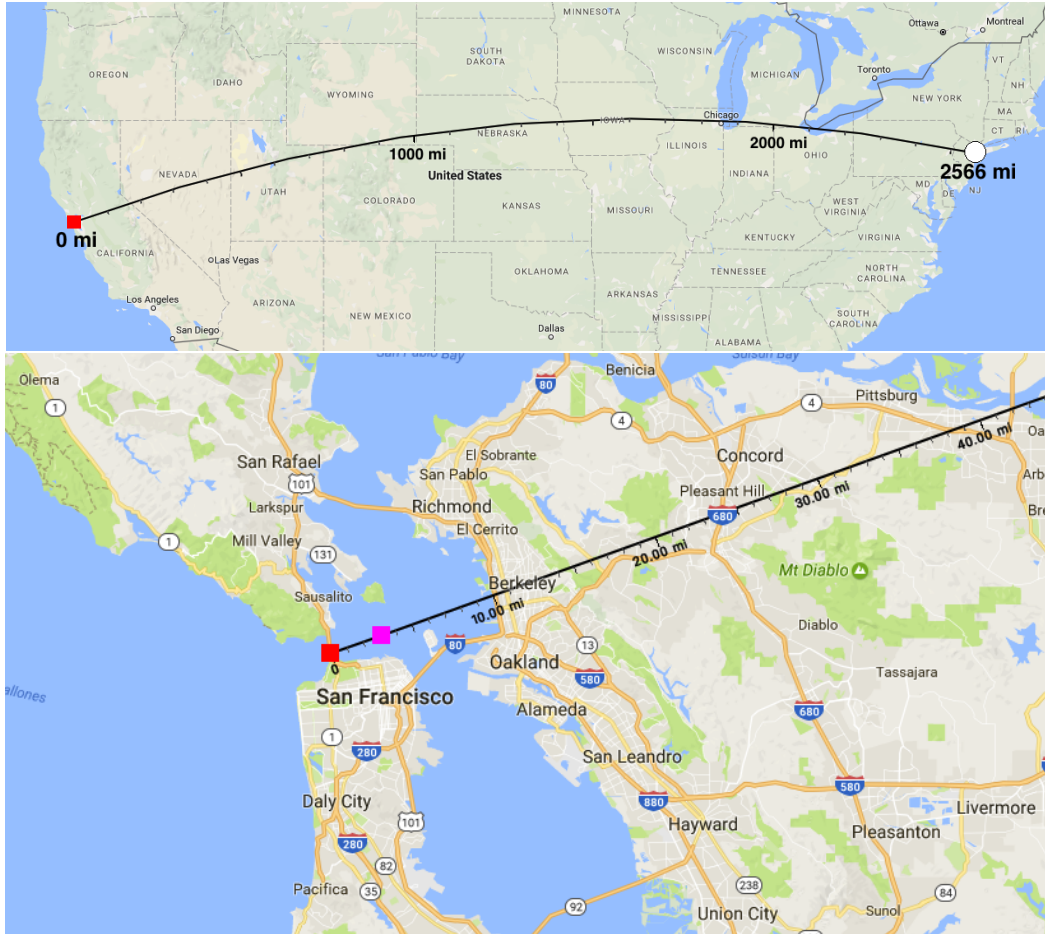 MINNESOTA
Ottawa
Montreal
OREGON
IDAHO
SOUTH
DAKOTA
WISCONSIN
MICHIGAN
Toronto
VT
NH
WYOMING
NEW YORK
MA
CT RI
NEBRASKA
IOWA
Chicago
1000 mi
2000 mi
NEVADA
UTAH
United States
ILLINOIS
INDIANA
OHIO
2566 mi
MD
DE
NJ
COLORADO
KANSAS
MISSOURI
WEST
VIRGINIA
0 mi
CALIFORNIA
KENTUCKY
VIRGINIA
Las Vegas
OKLAHOMA
TENNESSEE
NORTH
CAROLINA
Los Angeles
ARIZONA
NEW MEXICO
ARKANSAS
MISSISSIPPI
SOUTH
CAROLINA
San Diego
Dallas
ALABAMA
San Pablo Bay
Suisun Bay
Olema
1
Benicia
80
4
Pittsburg
4
40.00 mi
San Rafael
101
El Sobrante
San Pablo
Concord
Pleasant Hill
30.00 mi
Larkspur
Richmond
El Cerrito
680
1
Mill Valley
131
20.00 mi
Mt Diablo
Sausalito
Berkeley
10.00 mi
Diablo
80
13
0
Oakland
580
Tassajara
San Francisco
Alameda
680
1
280
San Leandro
580
Daly City
880
101
Hayward
Livermore
Pleasanton
280
82
35
Pacifica
238
84
92
Union City
Sunol